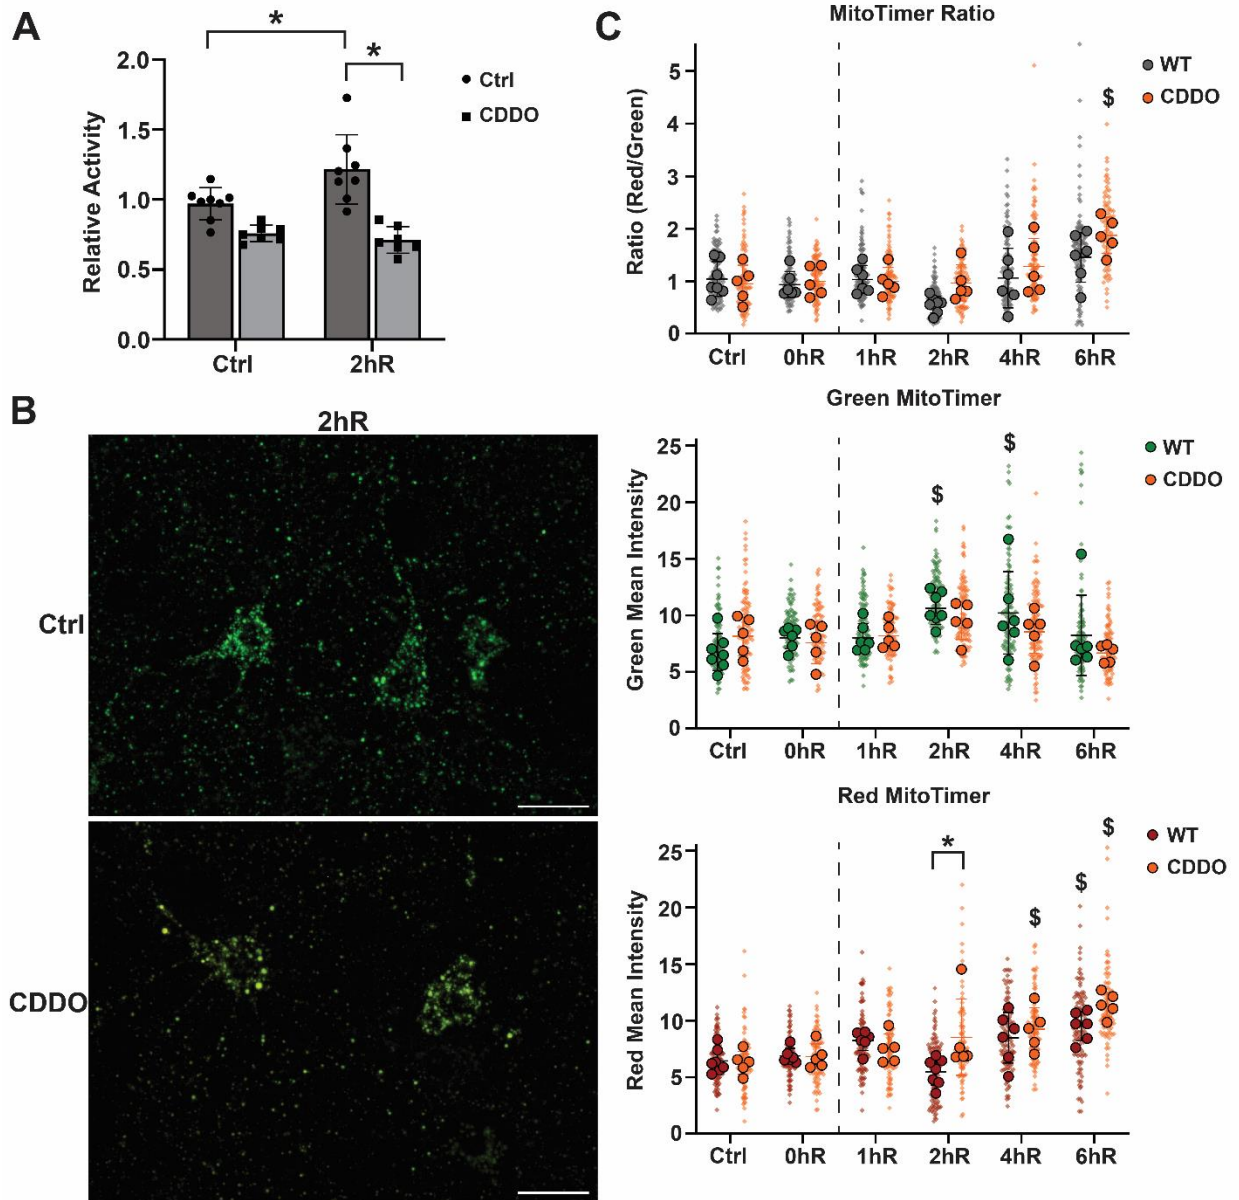 A
*
*
2.0
1.5
1.0
0.5
0.0
Relative Activity
Ctrl
CDDO
Ctrl
2hR
B
2hR
Ctrl
CDDO
C
MitoTimer Ratio
Ratio (Red/Green)
5
4
3
2
1
0
$
WT
CDDO
Ctrl
0hR
1hR
2hR
4hR
6hR
Green MitoTimer
Green Mean Intensity
25
20
15
10
5
0
$
$
WT
CDDO
Ctrl
0hR
1hR
2hR
4hR
6hR
Red MitoTimer
Red Mean Intensity
25
20
15
10
5
0
*
$
$
$
WT
CDDO
Ctrl
0hR
1hR
2hR
4hR
6hR